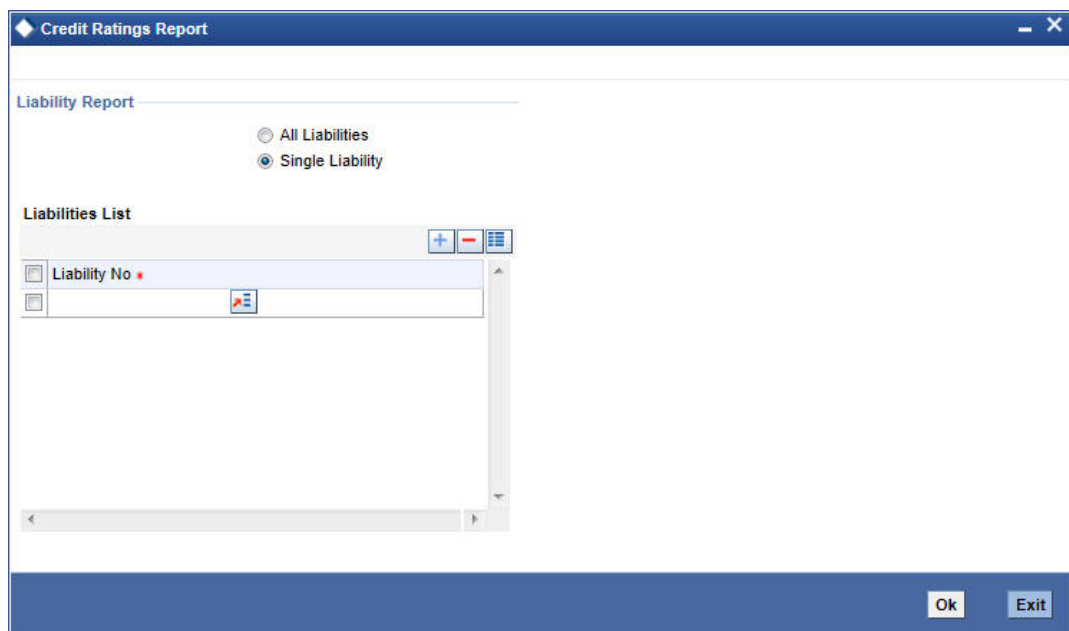 Credit Ratings Report
Liability Report
All Liabilities
Single Liability
Liabilities List
Liability No *
Ok
Exit